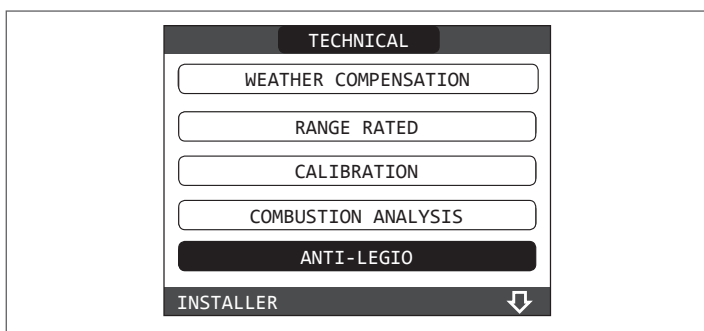 TECHNICAL
WEATHER COMPENSATION
RANGE RATED
CALIBRATION
COMBUSTION ANALYSIS
ANTI-LEGIO
INSTALLER